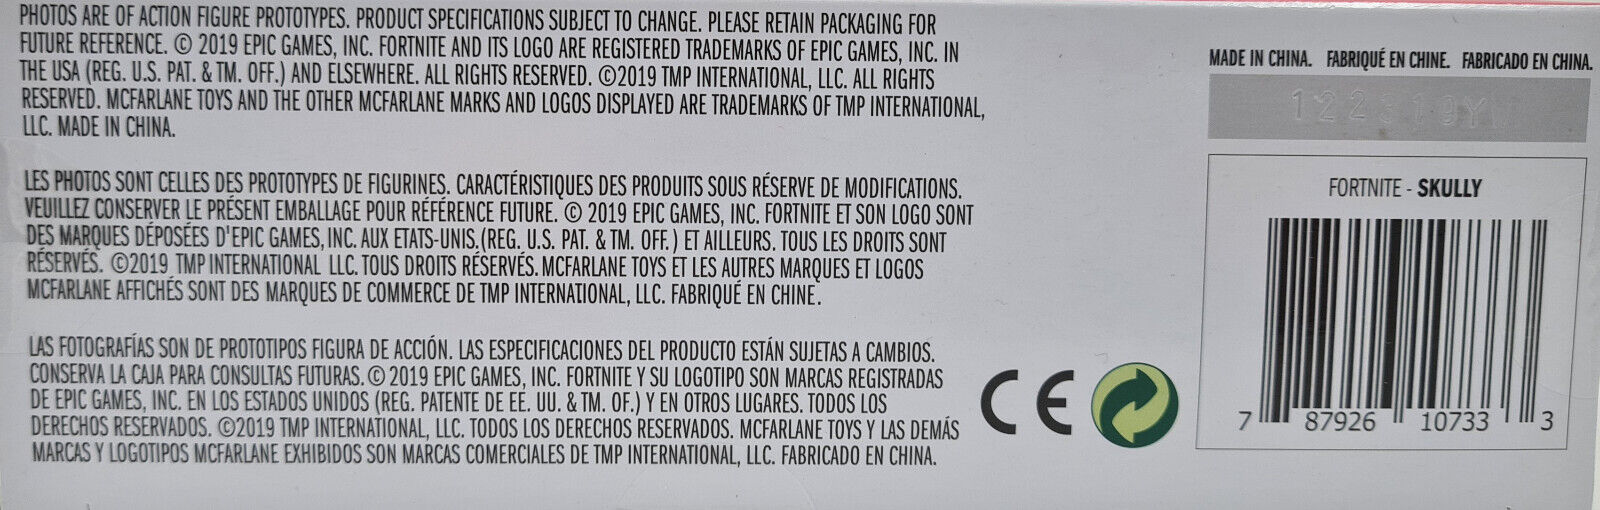 PHOTOS ARE OF ACTION FIGURE PROTOTYPES. PRODUCT SPECIFICATIONS SUBJECT TO CHANGE. PLEASE RETAIN PACKAGING FOR
FUTURE REFERENCE. © 2019 EPIC GAMES, INC. FORTNITE AND ITS LOGO ARE REGISTERED TRADEMARKS OF EPIC GAMES, INC. IN
THE USA (REG. U.S. PAT. & TM. OFF.) AND ELSEWHERE. ALL RIGHTS RESERVED. ©2019 TMP INTERNATIONAL, LLC. ALL RIGHTS
RESERVED. MCFARLANE TOYS AND THE OTHER MCFARLANE MARKS AND LOGOS DISPLAYED ARE TRADEMARKS OF TMP INTERNATIONAL,
LLC. MADE IN CHINA.
LES PHOTOS SONT CELLES DES PROTOTYPES DE FIGURINES. CARACTÉRISTIQUES DES PRODUITS SOUS RÉSERVE DE MODIFICATIONS.
VEUILLEZ CONSERVER LE PRÉSENT EMBALLAGE POUR RÉFÉRENCE FUTURE. © 2019 EPIC GAMES, INC. FORTNITE ET SON LOGO SONT
DES MARQUES DÉPOSÉES D'EPIC GAMES, INC. AUX ETATS-UNIS.(REG. U.S. PAT. & TM. OFF.) ET AILLEURS. TOUS LES DROITS SONT
RÉSERVÉS. ©2019 TMP INTERNATIONAL LLC. TOUS DROITS RÉSERVÉS. MCFARLANE TOYS ET LES AUTRES MARQUES ET LOGOS
MCFARLANE AFFICHÉS SONT DES MARQUES DE COMMERCE DE TMP INTERNATIONAL, LLC. FABRIQUÉ EN CHINE.
LAS FOTOGRAFÍAS SON DE PROTOTIPOS FIGURA DE ACCIÓN. LAS ESPECIFICACIONES DEL PRODUCTO ESTÁN SUJETAS A CAMBIOS.
CONSERVA LA CAJA PARA CONSULTAS FUTURAS. © 2019 EPIC GAMES, INC. FORTNITE Y SU LOGOTIPO SON MARCAS REGISTRADAS
DE EPIC GAMES, INC. EN LOS ESTADOS UNIDOS (REG. PATENTE DE EE. UU. & TM. OF.) Y EN OTROS LUGARES. TODOS LOS
DERECHOS RESERVADOS. ©2019 TMP INTERNATIONAL, LLC. TODOS LOS DERECHOS RESERVADOS. MCFARLANE TOYS Y LAS DEMÁS
MARCAS Y LOGOTIPOS MCFARLANE EXHIBIDOS SON MARCAS COMERCIALES DE TMP INTERNATIONAL, LLC. FABRICADO EN CHINA.
CE
MADE IN CHINA. FABRIQUÉ EN CHINE. FABRICADO EN CHINA.
FORTNITE - SKULLY
7 87926 10733 3